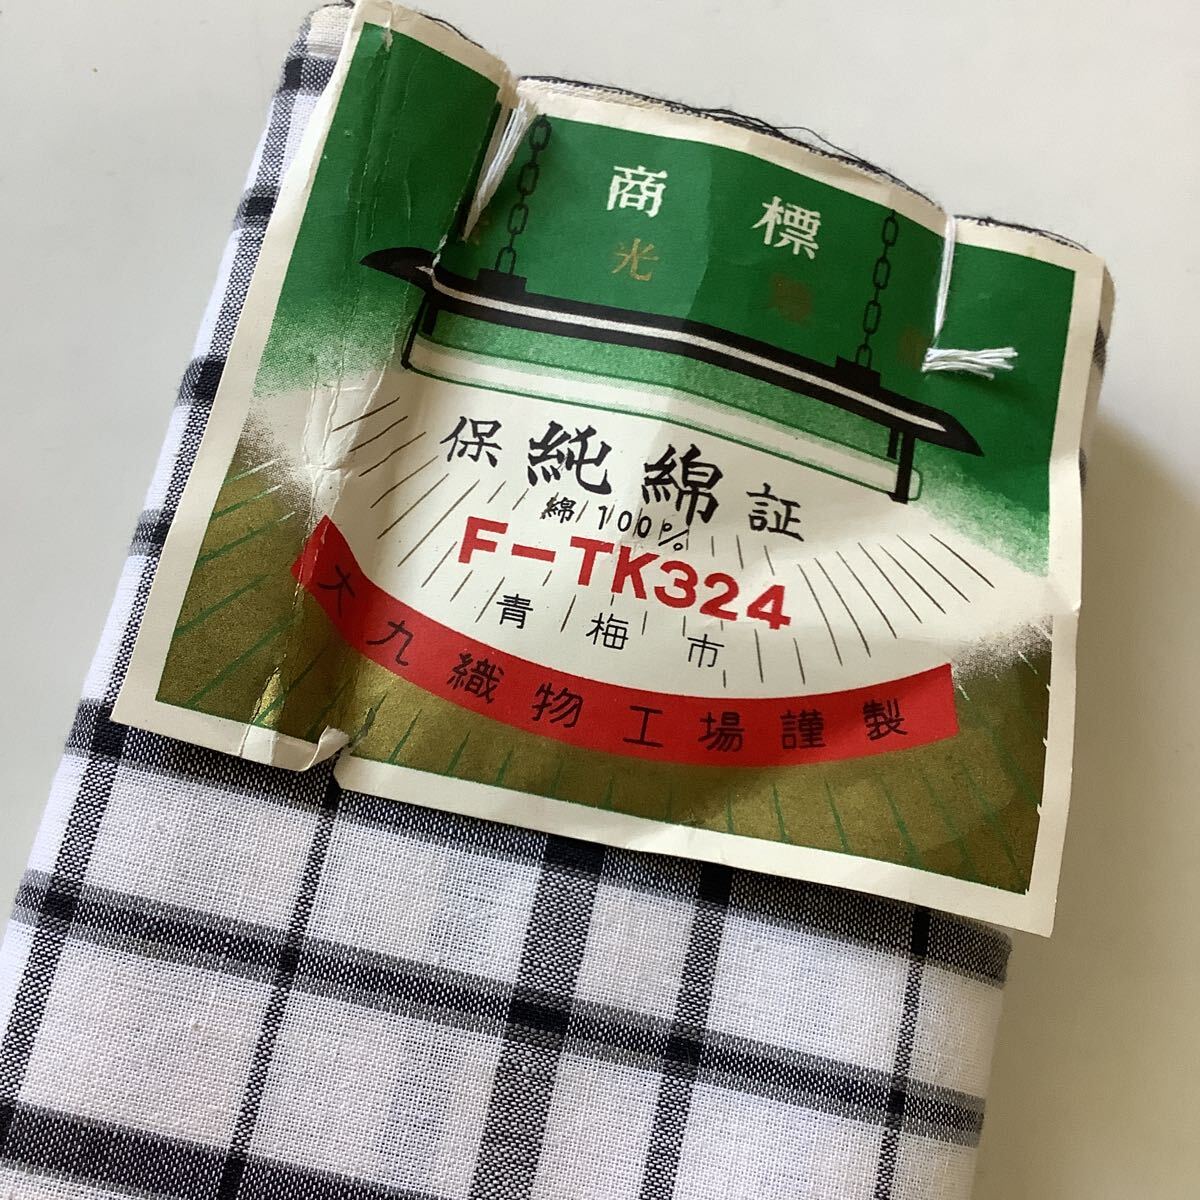 商標
光
保純綿証
綿100%
F-TK324
青梅市
大九織物工場謹製